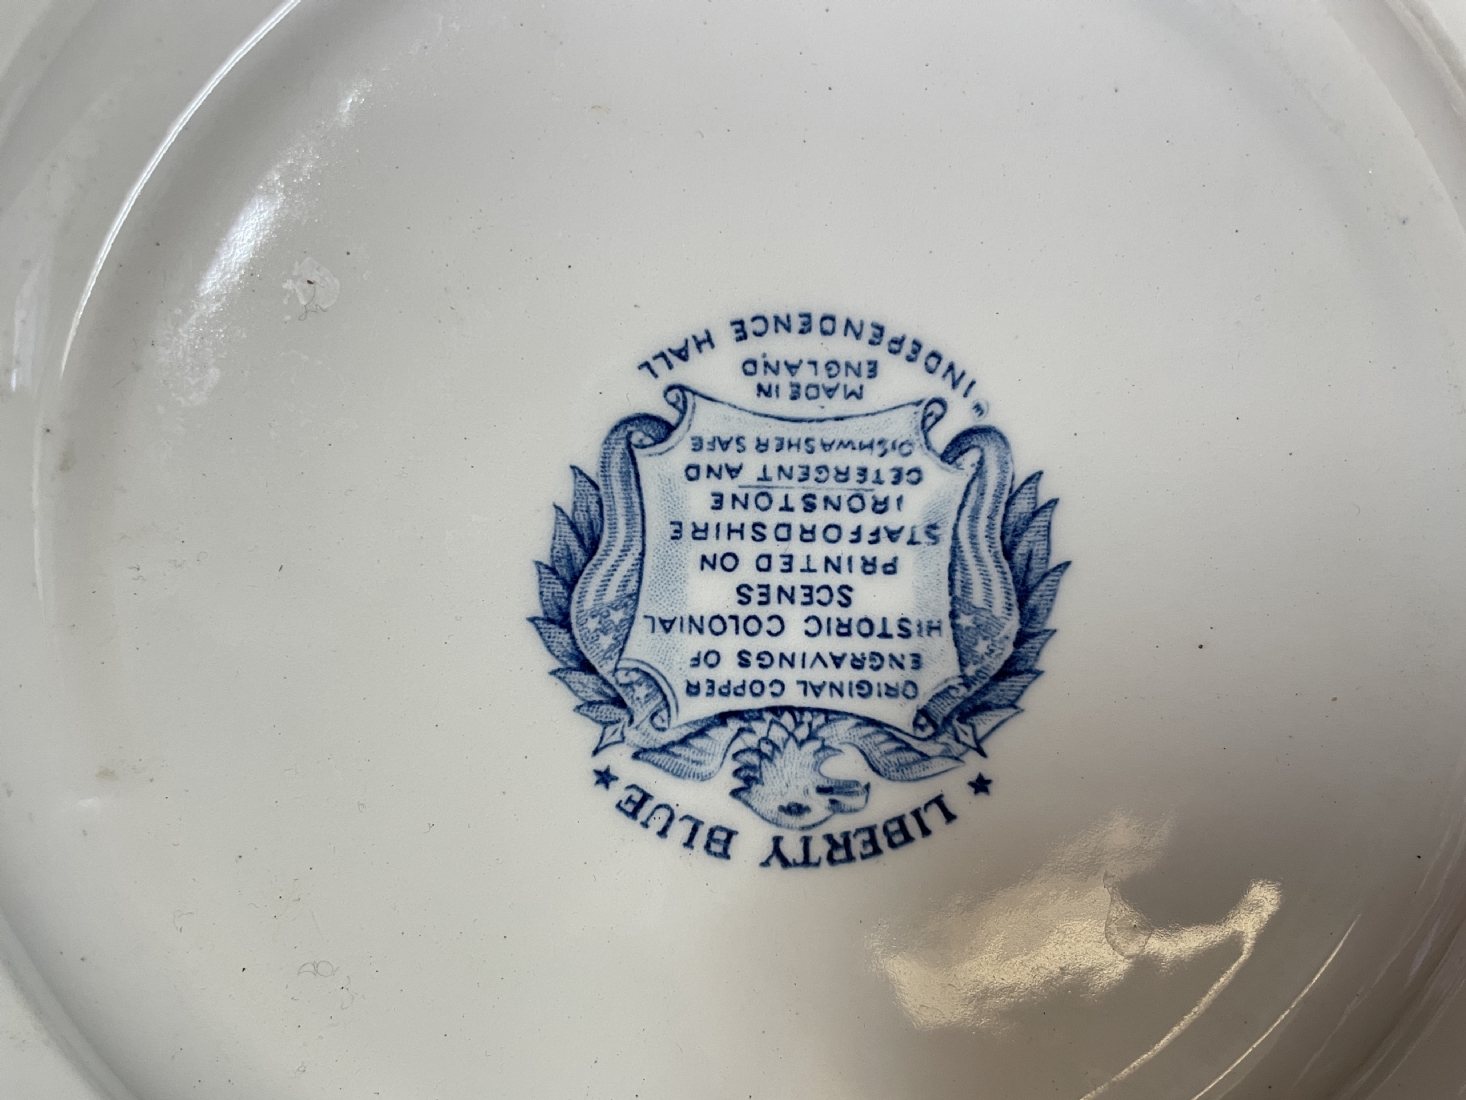 ★ LIBERTY BLUE ★
ORIGINAL COPPER
ENGRAVINGS OF
HISTORIC COLONIAL
SCENES
PRINTED ON
STAFFORDSHIRE
IRONSTONE
DETERGENT AND
DISHWASHER SAFE
MADE IN
ENGLAND
"INDEPENDENCE HALL